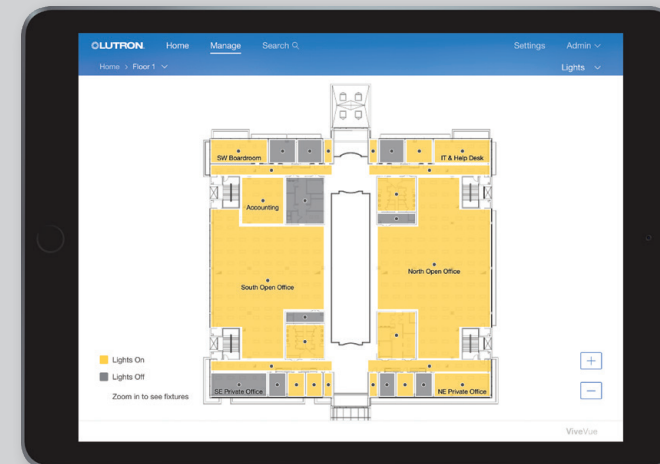 LUTRON Home Manage Search Settings Admin
Home > Floor 1 Lights
SW Boardroom IT & Help Desk
Accounting
North Open Office
South Open Office
Lights On
Lights Off
SE Private Office NE Private Office
Zoom in to see fixtures
ViveVue